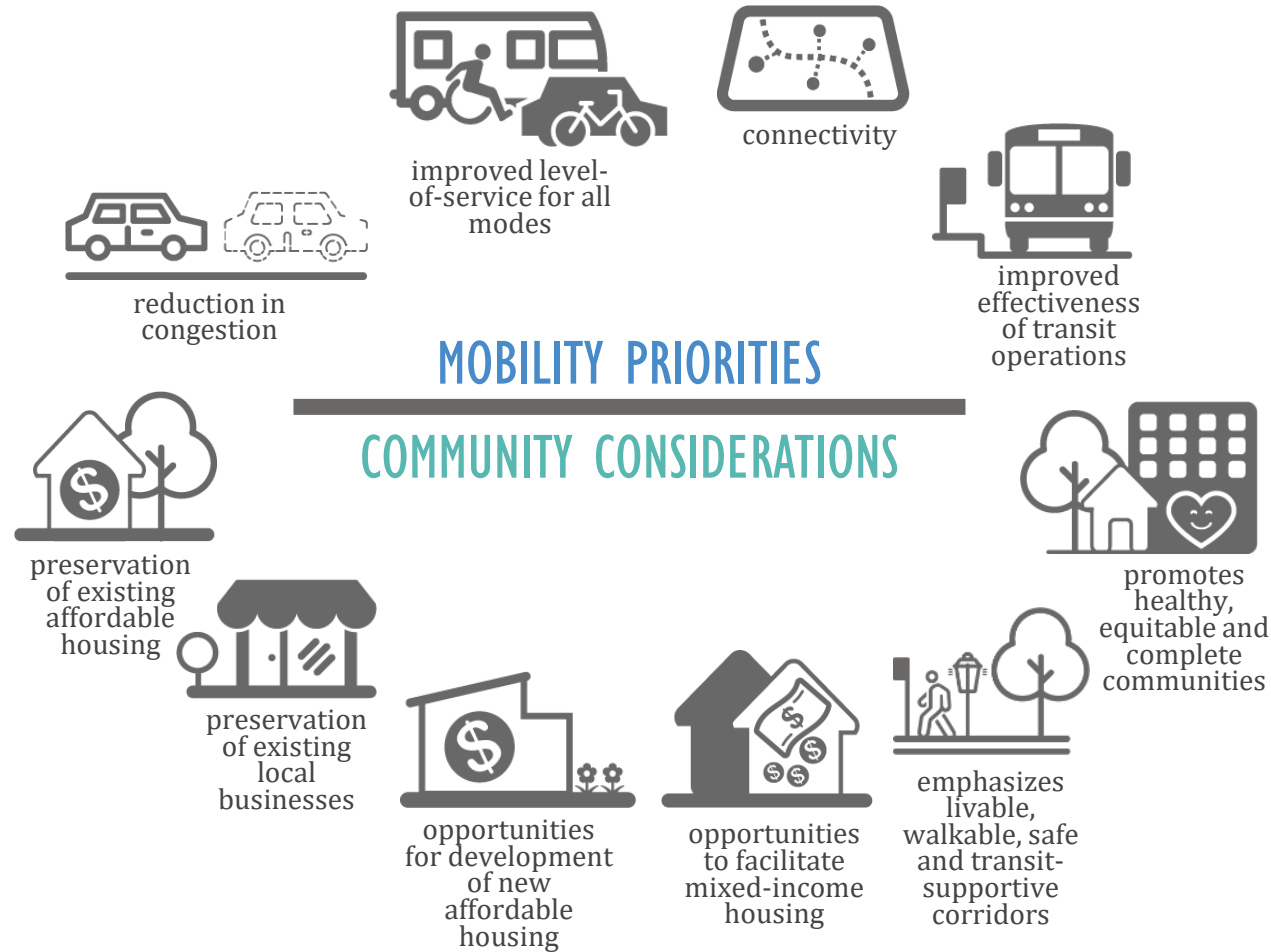 improved level-
of-service for all
modes
connectivity
reduction in
congestion
improved
effectiveness
of transit
operations
MOBILITY PRIORITIES
COMMUNITY CONSIDERATIONS
$
preservation
of existing
affordable
housing
preservation
of existing
local
businesses
$
opportunities
for development
of new
affordable
housing
$
$
$ $
opportunities
to facilitate
mixed-income
housing
emphasizes
livable,
walkable, safe
and transit-
supportive
corridors
promotes
healthy,
equitable and
complete
communities